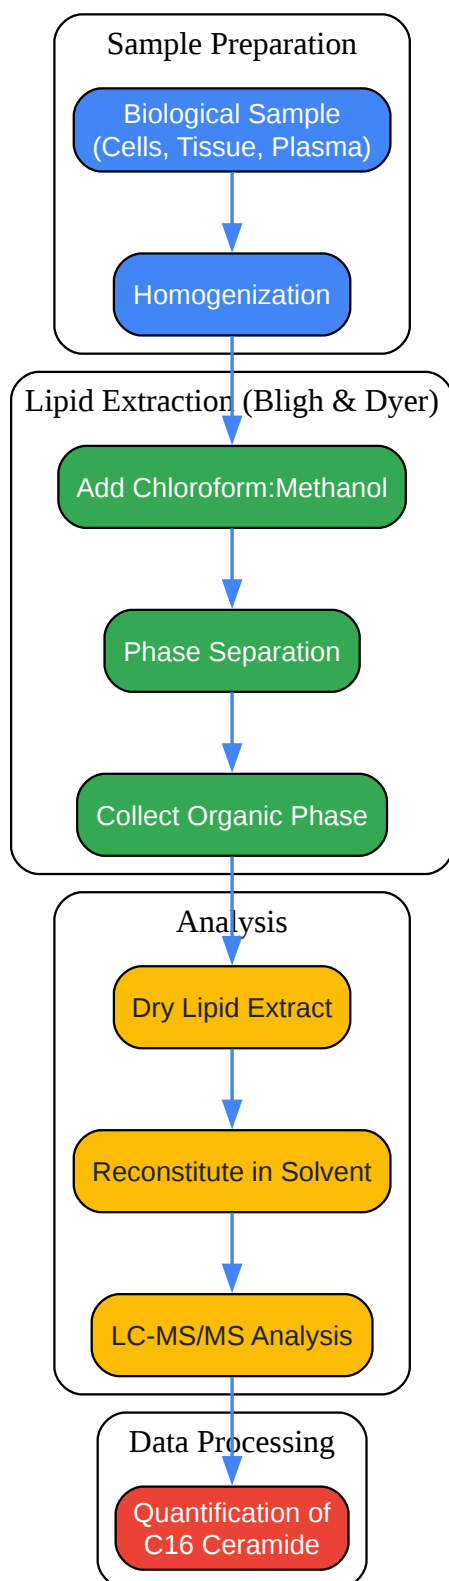 Sample Preparation
Biological Sample
(Cells, Tissue, Plasma)
Homogenization
Lipid Extraction (Bligh & Dyer)
Add Chloroform:Methanol
Phase Separation
Collect Organic Phase
Analysis
Dry Lipid Extract
Reconstitute in Solvent
LC-MS/MS Analysis
Data Processing
Quantification of
C16 Ceramide